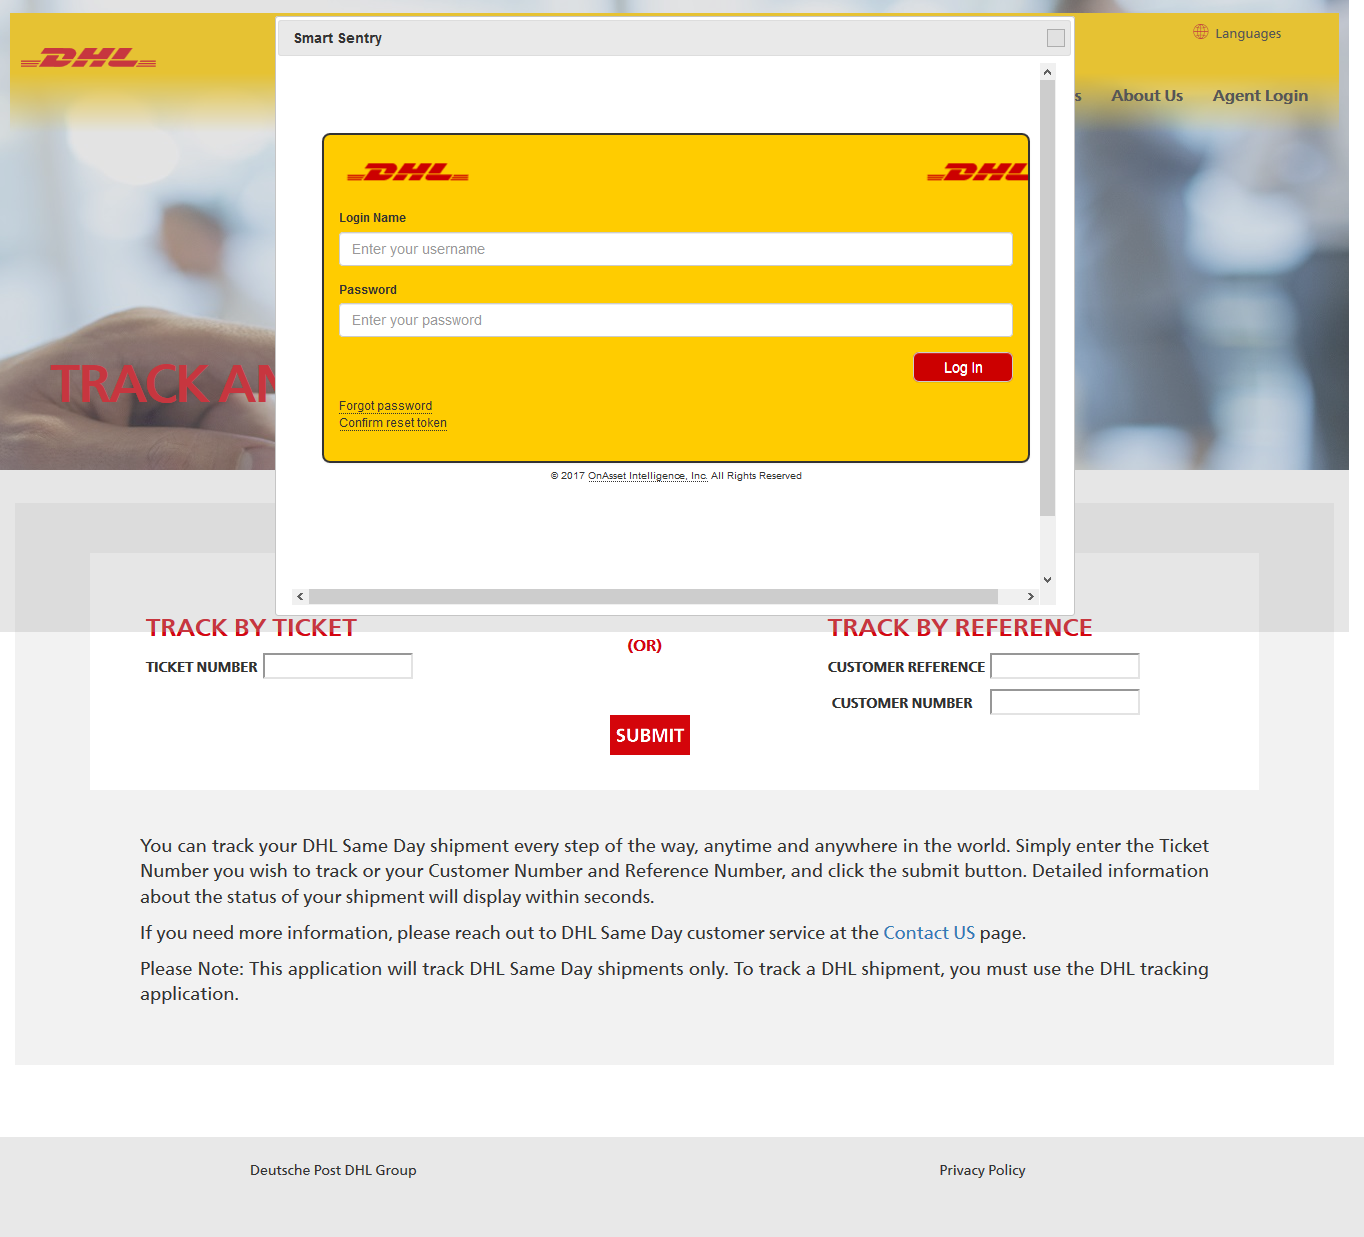 Smart Sentry
Languages
DHL
s About Us Agent Login
DHL DHL
Login Name
Enter your username
Password
Enter your password
Log In
Forgot password
Confirm reset token
© 2017 OnAsset Intelligence, Inc. All Rights Reserved
TRACK AN
TRACK BY TICKET
(OR)
TRACK BY REFERENCE
TICKET NUMBER
CUSTOMER REFERENCE
CUSTOMER NUMBER
SUBMIT
You can track your DHL Same Day shipment every step of the way, anytime and anywhere in the world. Simply enter the Ticket
Number you wish to track or your Customer Number and Reference Number, and click the submit button. Detailed information
about the status of your shipment will display within seconds.
If you need more information, please reach out to DHL Same Day customer service at the Contact US page.
Please Note: This application will track DHL Same Day shipments only. To track a DHL shipment, you must use the DHL tracking
application.
Deutsche Post DHL Group
Privacy Policy